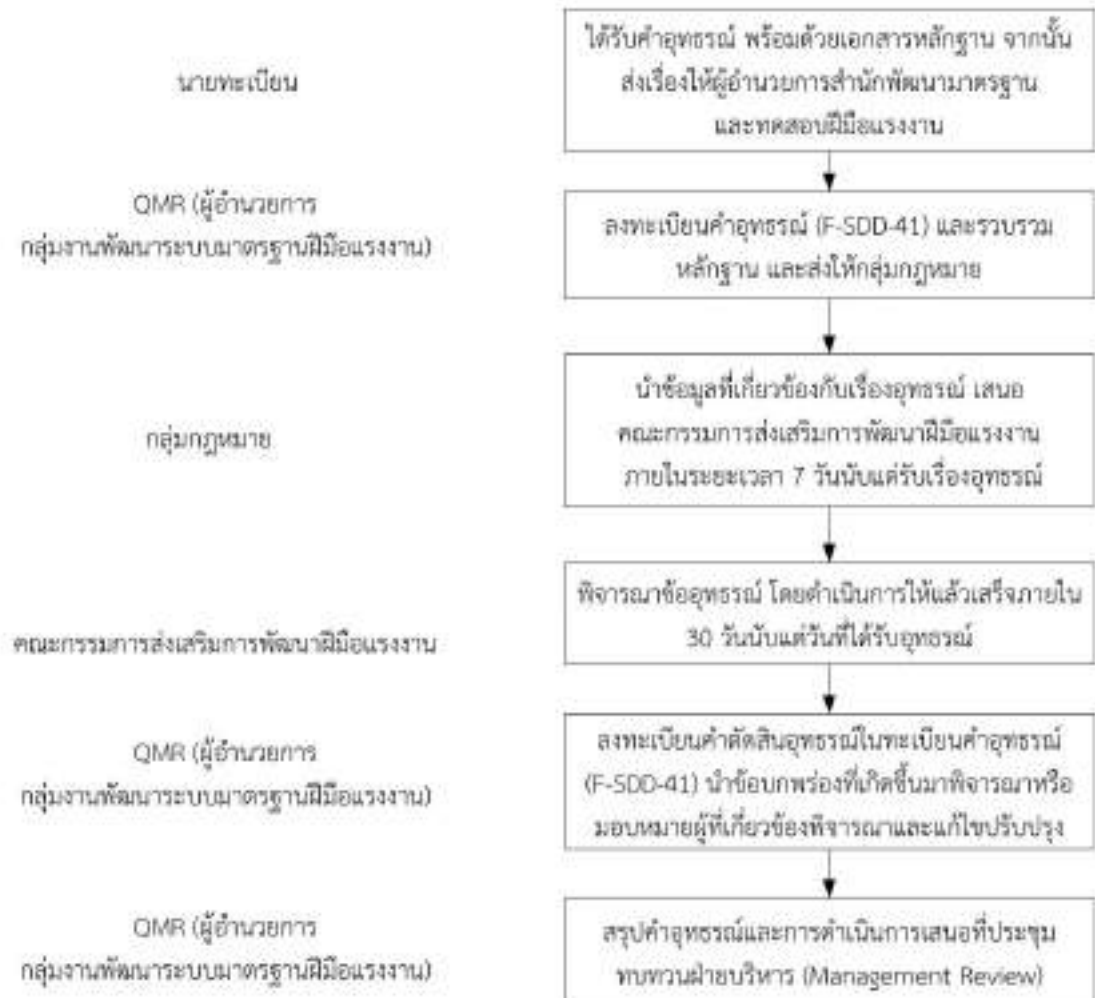 นายทะเบียน
ได้รับคำอุทธรณ์ พร้อมด้วยเอกสารหลักฐาน จากนั้น
ส่งเรื่องให้ผู้อำนวยการสำนักพัฒนามาตรฐาน
และทดสอบฝีมือแรงงาน
QMR (ผู้อำนวยการ
กลุ่มงานพัฒนาระบบมาตรฐานฝีมือแรงงาน)
ลงทะเบียนคำอุทธรณ์ (F-SDD-41) และรวบรวม
หลักฐาน และส่งให้กลุ่มกฎหมาย
กลุ่มกฎหมาย
นำข้อมูลที่เกี่ยวข้องกับเรื่องอุทธรณ์ เสนอ
คณะกรรมการส่งเสริมการพัฒนาฝีมือแรงงาน
ภายในระยะเวลา 7 วันนับแต่รับเรื่องอุทธรณ์
คณะกรรมการส่งเสริมการพัฒนาฝีมือแรงงาน
พิจารณาข้ออุทธรณ์ โดยดำเนินการให้แล้วเสร็จภายใน
30 วันนับแต่วันที่ได้รับอุทธรณ์
QMR (ผู้อำนวยการ
กลุ่มงานพัฒนาระบบมาตรฐานฝีมือแรงงาน)
ลงทะเบียนคำตัดสินอุทธรณ์ในทะเบียนคำอุทธรณ์
(F-SDD-41) นำข้อบกพร่องที่เกิดขึ้นมาพิจารณาหรือ
มอบหมายผู้ที่เกี่ยวข้องพิจารณาและแก้ไขปรับปรุง
QMR (ผู้อำนวยการ
กลุ่มงานพัฒนาระบบมาตรฐานฝีมือแรงงาน)
สรุปคำอุทธรณ์และการดำเนินการเสนอที่ประชุม
ทบทวนฝ่ายบริหาร (Management Review)